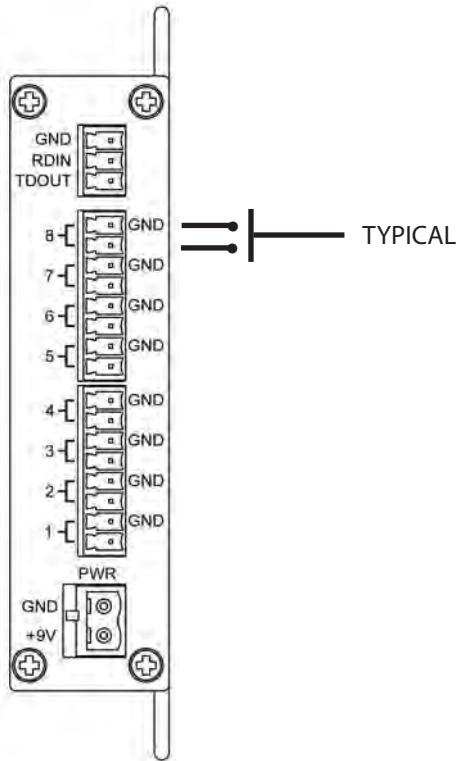 GND
RDIN
TDOUT
8 GND
TYPICAL
7 GND
6 GND
5 GND
4 GND
3 GND
2 GND
1 GND
PWR
GND
+9V